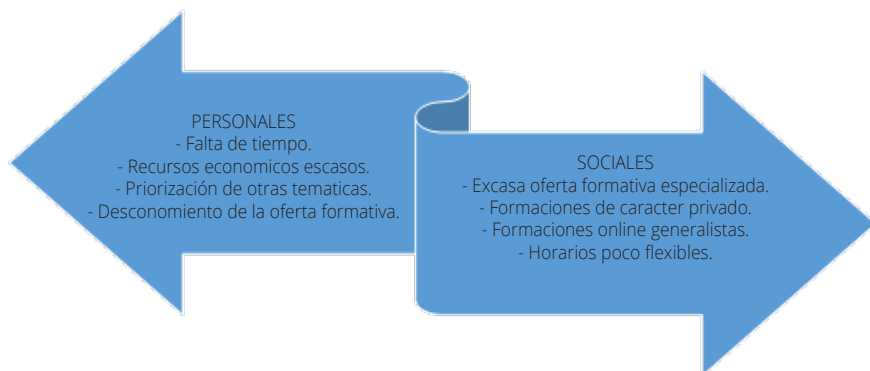 PERSONALES
- Falta de tiempo.
- Recursos economicos escasos.
- Priorización de otras tematicas.
- Desconomiento de la oferta formativa.
SOCIALES
- Excasa oferta formativa especializada.
- Formaciones de caracter privado.
- Formaciones online generalistas.
- Horarios poco flexibles.